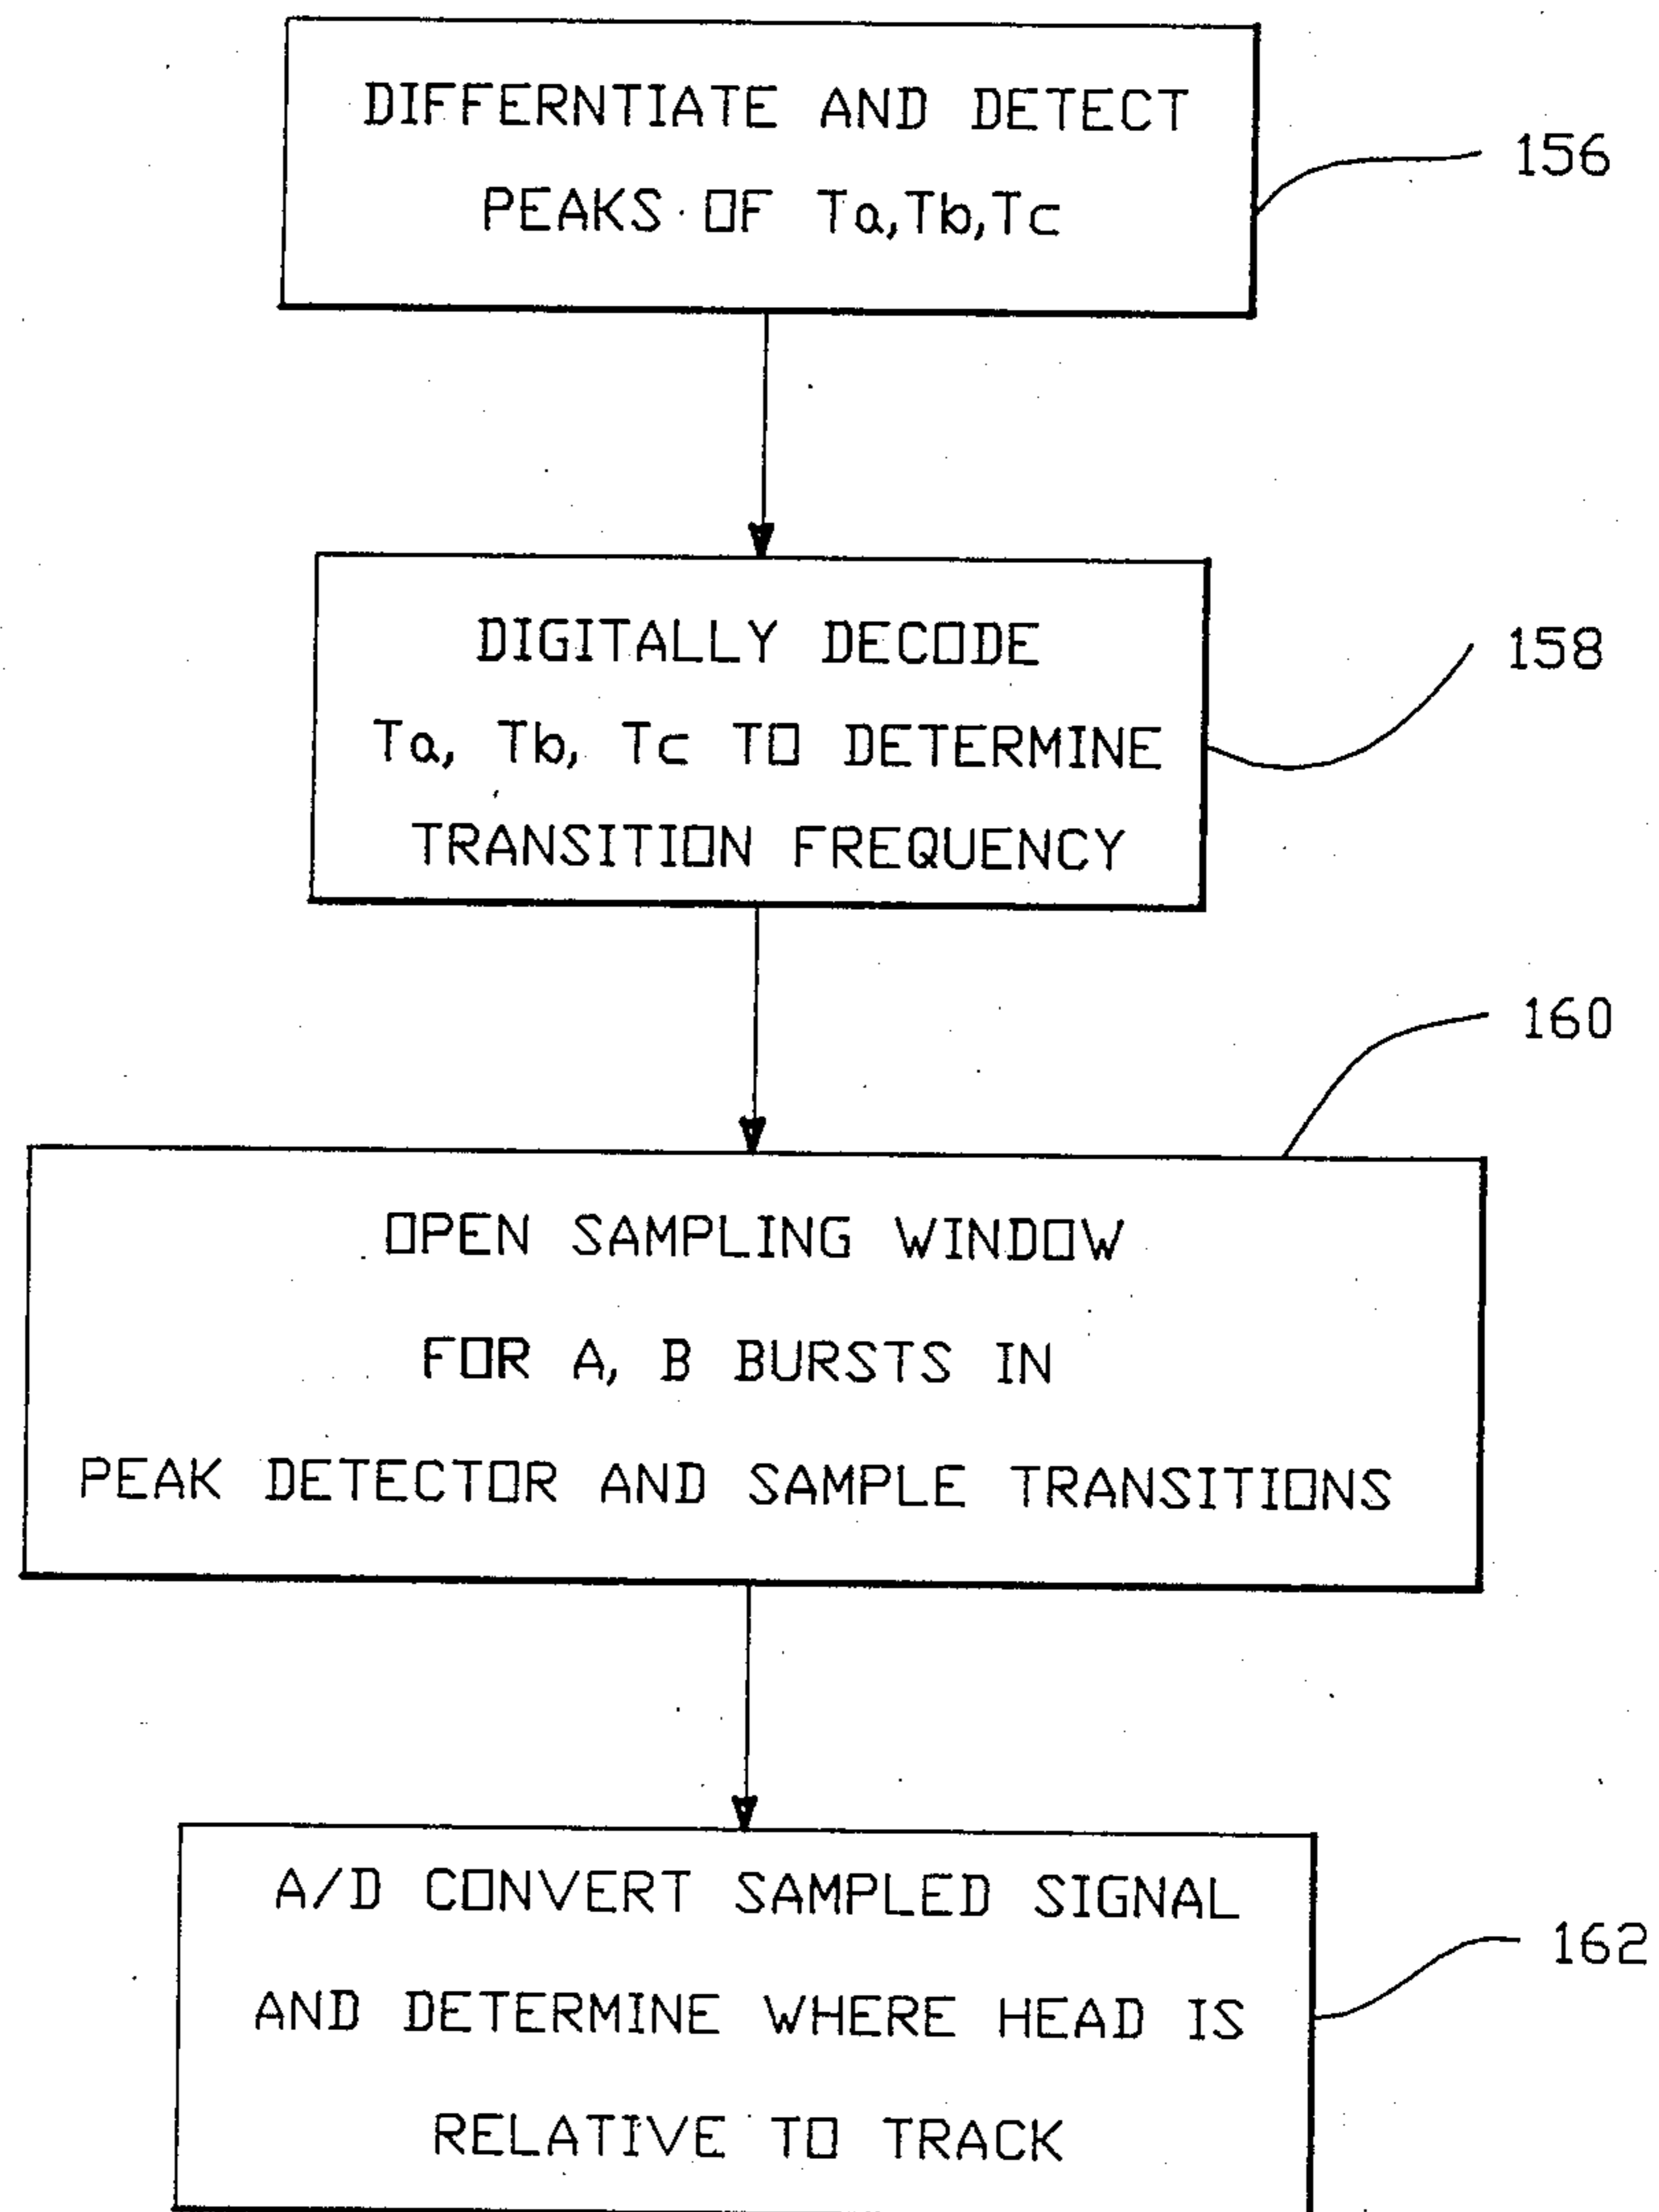 DIFFERNTIATE AND DETECT
PEAKS OF Ta,Tb,Tc
156
DIGITALLY DECODE
Ta, Tb, Tc TO DETERMINE
TRANSITION FREQUENCY
158
160
OPEN SAMPLING WINDOW
FOR A, B BURSTS IN
PEAK DETECTOR AND SAMPLE TRANSITIONS
A/D CONVERT SAMPLED SIGNAL
AND DETERMINE WHERE HEAD IS
RELATIVE TO TRACK
162